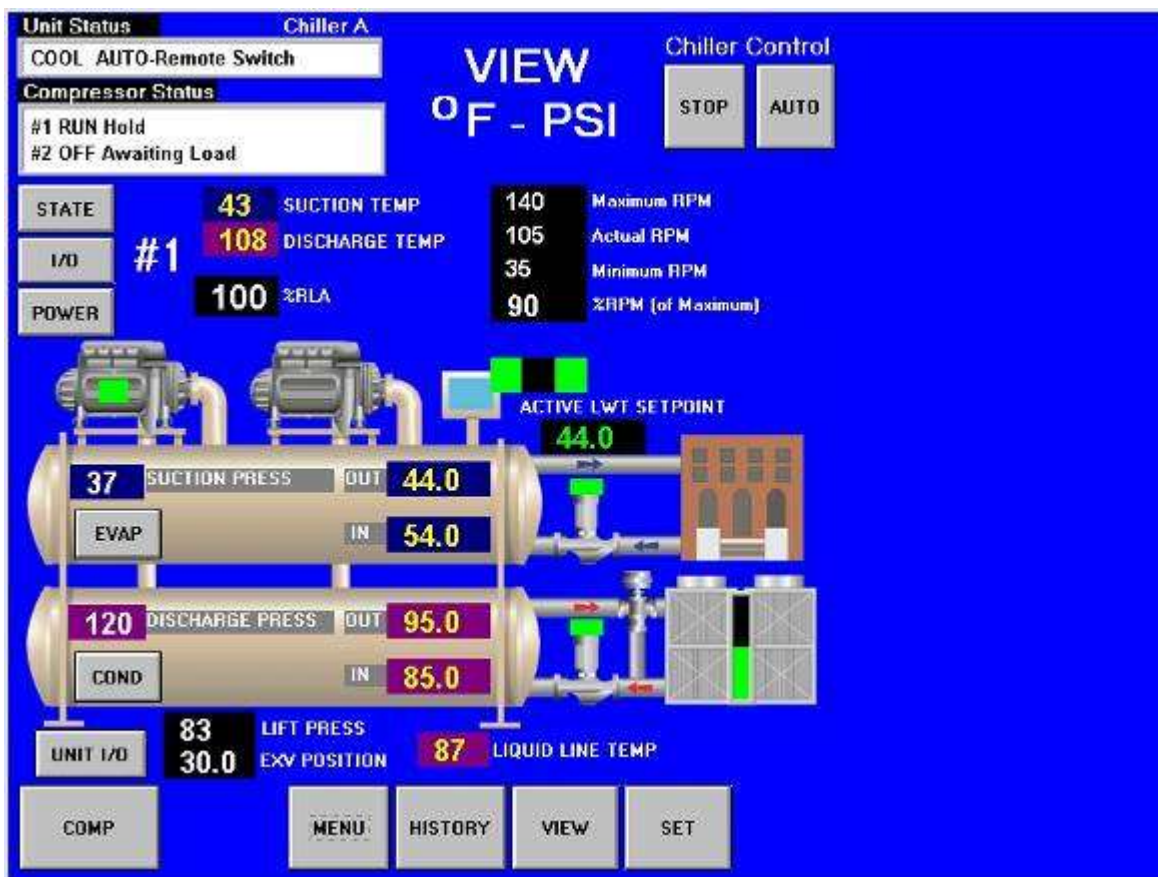 Unit Status Chiller A
COOL AUTO-Remote Switch
Compressor Status
#1 RUN Hold
#2 OFF Awaiting Load
VIEW
ºF - PSI
Chiller Control
STOP AUTO
STATE
I/O
POWER
#1
43 SUCTION TEMP
108 DISCHARGE TEMP
100 %RLA
140 Maximum RPM
105 Actual RPM
35 Minimum RPM
90 %RPM (of Maximum)
ACTIVE LWT SETPOINT
44.0
37 SUCTION PRESS OUT 44.0
EVAP IN 54.0
120 DISCHARGE PRESS OUT 95.0
COND IN 85.0
UNIT I/O
83 LIFT PRESS
30.0 EXV POSITION
87 LIQUID LINE TEMP
COMP MENU HISTORY VIEW SET